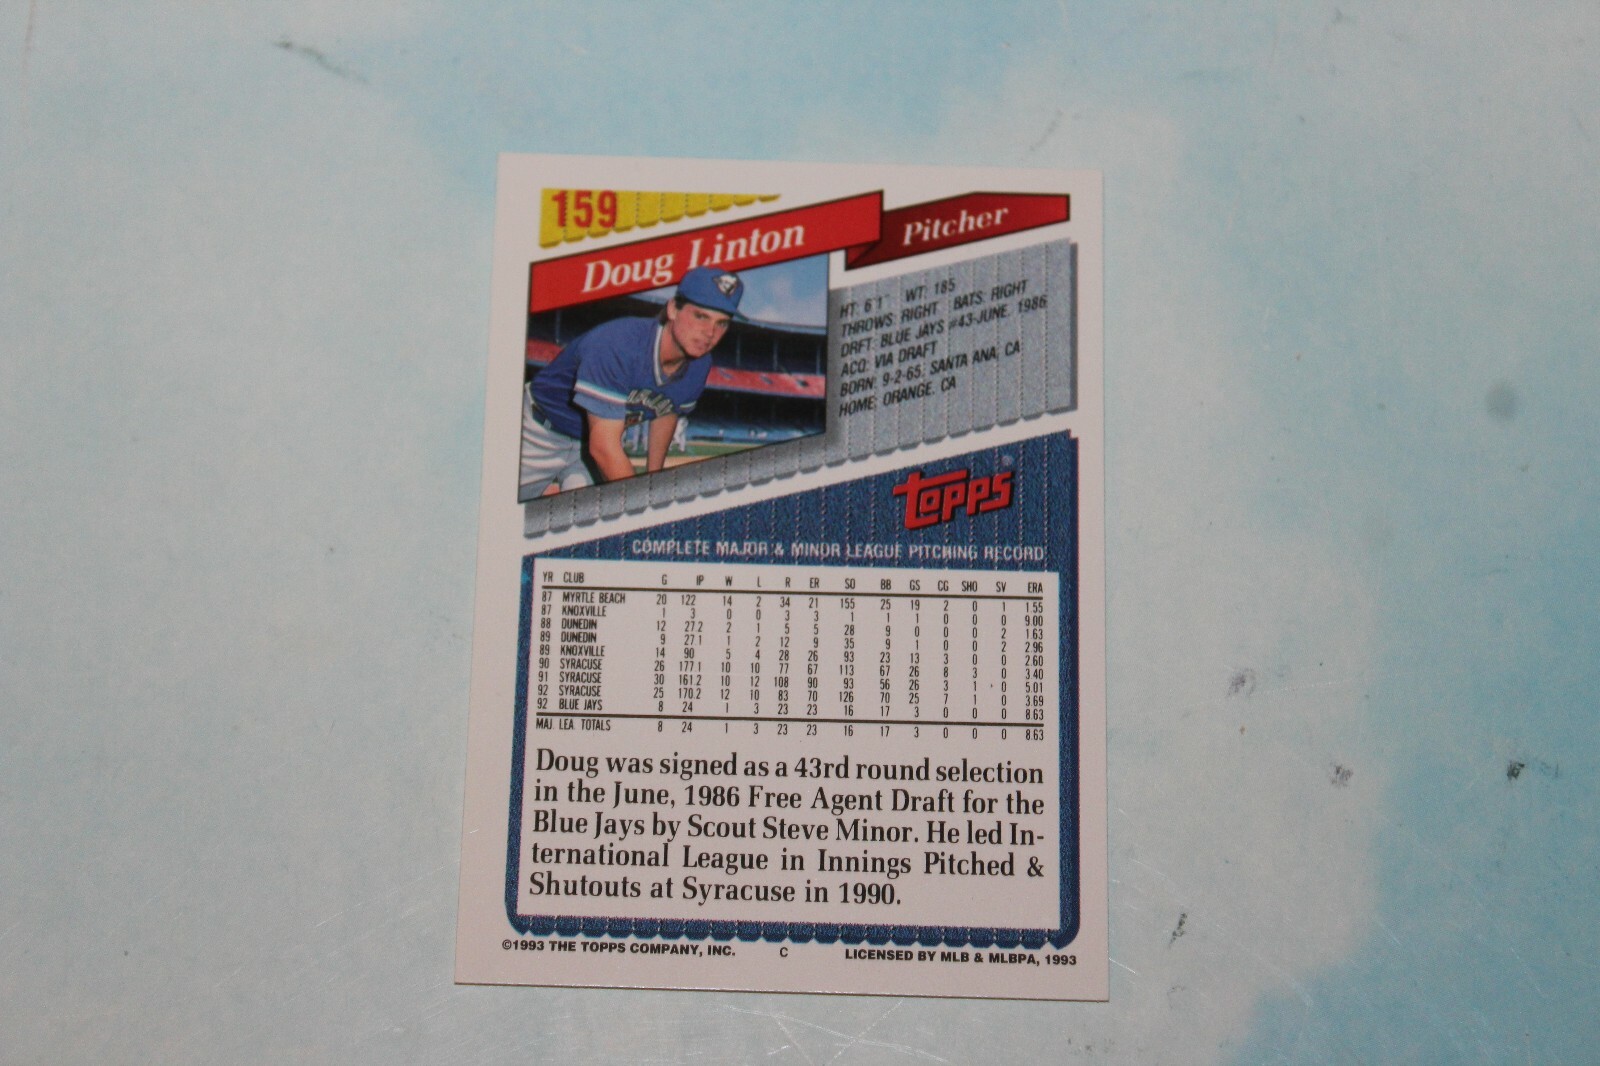 159
Doug Linton
Pitcher
HT: 6'1" WT: 185
THROWS: RIGHT BATS: RIGHT
DRFT: BLUE JAYS #43-JUNE, 1986
ACQ: VIA DRAFT
BORN: 9-2-65, SANTA ANA, CA
HOME: ORANGE, CA
topps
COMPLETE MAJOR & MINOR LEAGUE PITCHING RECORD
YR CLUB G IP W L R ER SO BB GS CG SHO SV ERA
87 MYRTLE BEACH 20 122 14 2 34 21 155 25 19 2 0 1 1.55
87 KNOXVILLE 1 3 0 0 3 3 1 1 1 0 0 0 9.00
88 DUNEDIN 12 27.2 2 1 5 5 28 9 0 0 0 2 1.63
89 DUNEDIN 9 27.1 1 2 12 9 35 9 1 0 0 2 2.96
89 KNOXVILLE 14 90 5 4 28 26 93 23 13 3 0 0 2.60
90 SYRACUSE 26 177.1 10 10 77 67 113 67 26 8 3 0 3.40
91 SYRACUSE 30 161.2 10 12 108 90 93 56 26 3 1 0 5.01
92 SYRACUSE 25 170.2 12 10 83 70 126 70 25 7 1 0 3.69
92 BLUE JAYS 8 24 1 3 23 23 16 17 3 0 0 0 8.63
MAJ. LEA. TOTALS 8 24 1 3 23 23 16 17 3 0 0 0 8.63
Doug was signed as a 43rd round selection
in the June, 1986 Free Agent Draft for the
Blue Jays by Scout Steve Minor. He led In-
ternational League in Innings Pitched &
Shutouts at Syracuse in 1990.
©1993 THE TOPPS COMPANY, INC. C LICENSED BY MLB & MLBPA, 1993